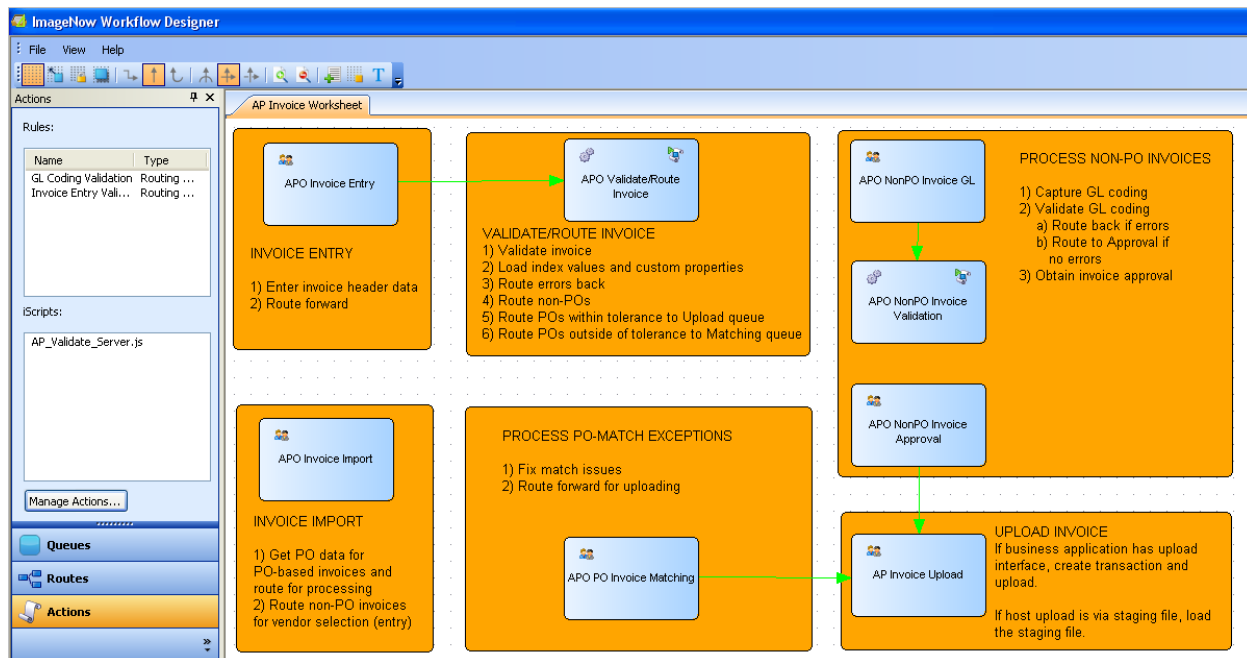 ImageNow Workflow Designer
File View Help
Actions
Rules:
Name Type
GL Coding Validation Routing ...
Invoice Entry Vali... Routing ...
iScripts:
AP_Validate_Server.js
Manage Actions...
Queues
Routes
Actions
»
AP Invoice Worksheet
APO Invoice Entry
INVOICE ENTRY
1) Enter invoice header data
2) Route forward
APO Validate/Route
Invoice
VALIDATE/ROUTE INVOICE
1) Validate invoice
2) Load index values and custom properties
3) Route errors back
4) Route non-POs
5) Route POs within tolerance to Upload queue
6) Route POs outside of tolerance to Matching queue
APO NonPO Invoice GL
APO NonPO Invoice
Validation
APO NonPO Invoice
Approval
PROCESS NON-PO INVOICES
1) Capture GL coding
2) Validate GL coding
a) Route back if errors
b) Route to Approval if
no errors
3) Obtain invoice approval
APO Invoice Import
INVOICE IMPORT
1) Get PO data for
PO-based invoices and
route for processing
2) Route non-PO invoices
for vendor selection (entry)
PROCESS PO-MATCH EXCEPTIONS
1) Fix match issues
2) Route forward for uploading
APO PO Invoice Matching
AP Invoice Upload
UPLOAD INVOICE
If business application has upload
interface, create transaction and
upload.
If host upload is via staging file, load
the staging file.